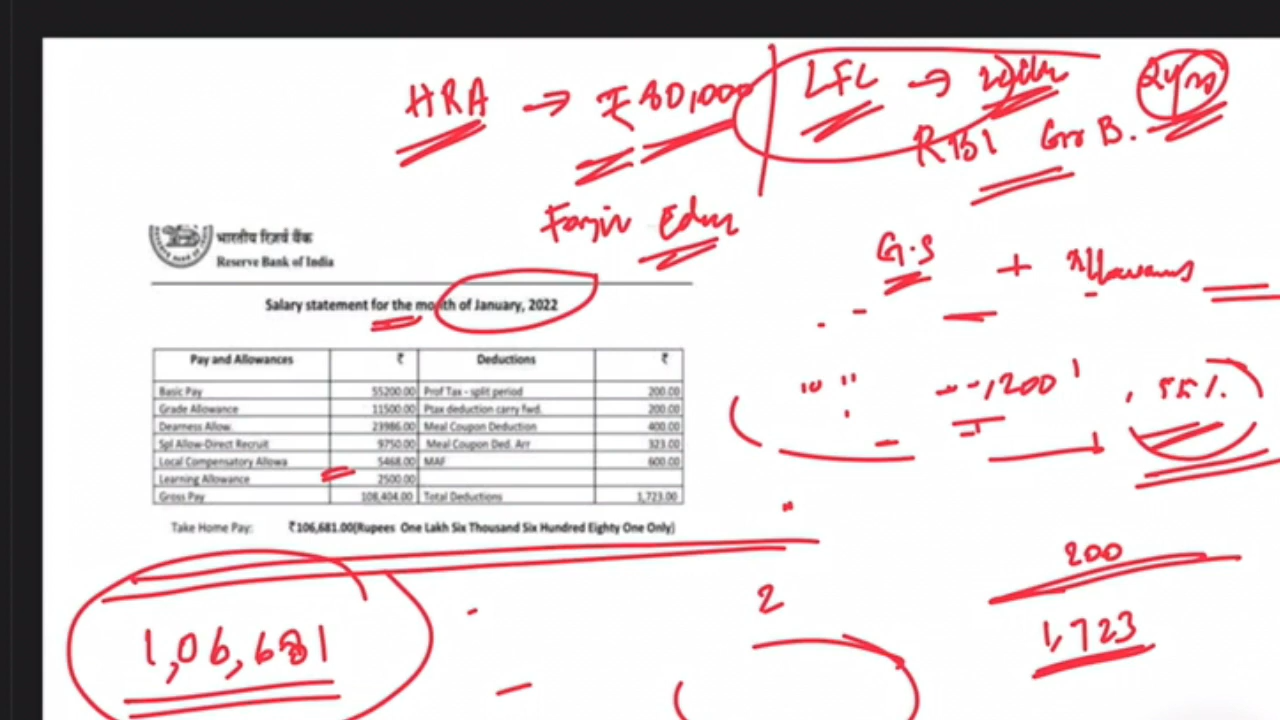 HRA → ₹80,000
LFC →
2yrs
RBI Gr B.
G.S + Allowances
भारतीय रिज़र्व बैंक
Reserve Bank of India
Salary statement for the month of January, 2022
Pay and Allowances ₹ Deductions ₹
Basic Pay 55200.00 Prof Tax - split period 200.00
Grade Allowance 11500.00 Ptax deduction carry fwd. 200.00
Dearness Allow. 23986.00 Meal Coupon Deduction 400.00
Spl Allow-Direct Recruit 9750.00 Meal Coupon Ded. Arr 323.00
Local Compensatory Allowa 5468.00 MAF 600.00
Learning Allowance 2500.00
Gross Pay 108,404.00 Total Deductions 1,723.00
Take Home Pay: ₹106,681.00(Rupees One Lakh Six Thousand Six Hundred Eighty One Only)
200
1,06,681
2
1,723